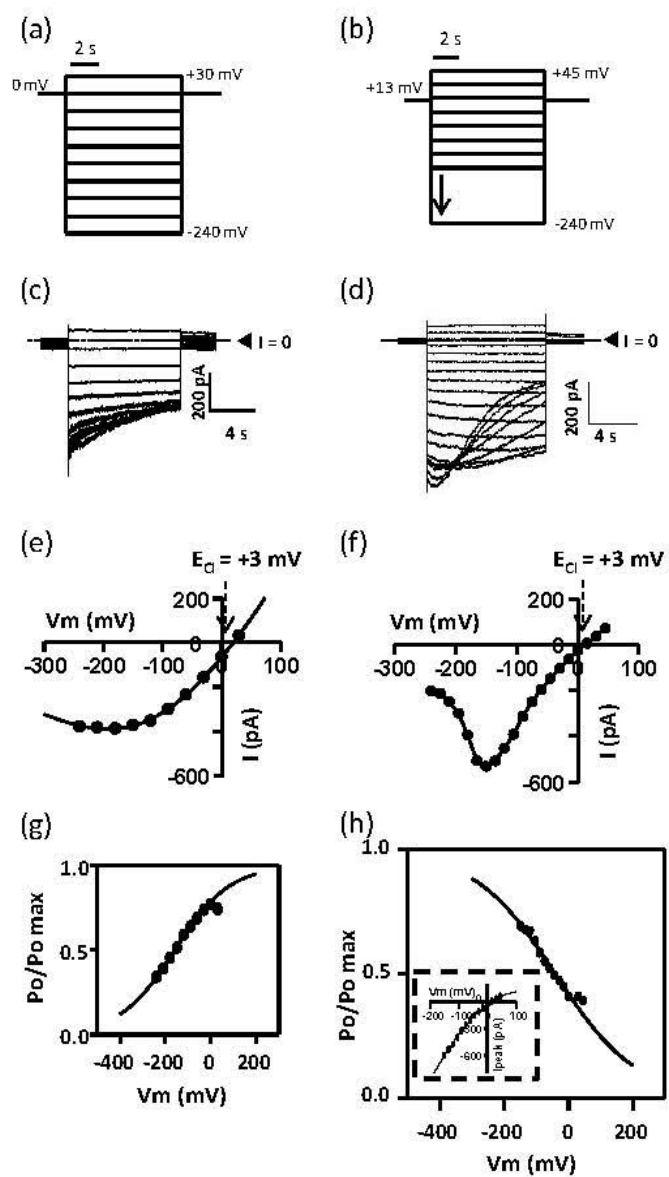 (a)
2 s
0 mV
+30 mV
-240 mV
(b)
2 s
+13 mV
+45 mV
-240 mV
(c)
I = 0
200 pA
4 s
(d)
I = 0
200 pA
4 s
(e)
E_Cl = +3 mV
Vm (mV)
200
-300 -200 -100 0 100
I (pA)
-600
(f)
E_Cl = +3 mV
Vm (mV)
200
-300 -200 -100 0 100
I (pA)
-600
(g)
Po/Po max
1.0
0.5
0.0
-400 -200 0 200
Vm (mV)
(h)
Po/Po max
1.0
0.5
0.0
Vm (mV)
-200 -100 100
Ipeak (pA)
-600
-400 -200 0 200
Vm (mV)